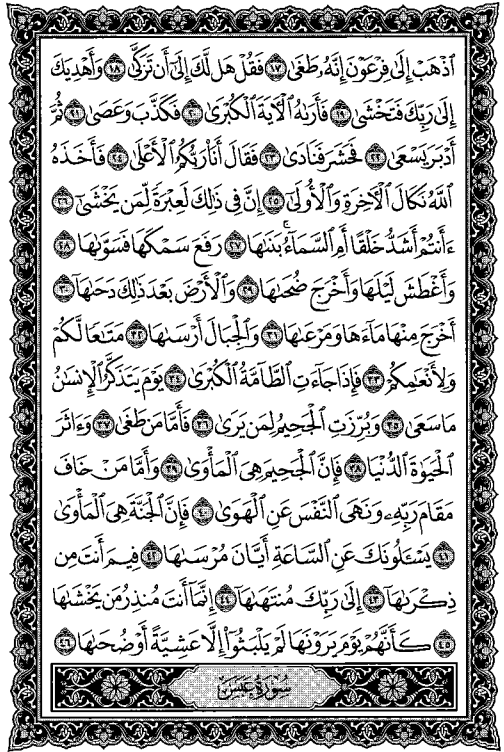 ٱذْهَبْ إِلَىٰ فِرْعَوْنَ إِنَّهُۥ طَغَىٰ ١٧ فَقُلْ هَل لَّكَ إِلَىٰٓ أَن تَزَكَّىٰ ١٨ وَأَهْدِيَكَ
إِلَىٰ رَبِّكَ فَتَخْشَىٰ ١٩ فَأَرَىٰهُ ٱلْـَٔايَةَ ٱلْكُبْرَىٰ ٢٠ فَكَذَّبَ وَعَصَىٰ ٢١ ثُمَّ
أَدْبَرَ يَسْعَىٰ ٢٢ فَحَشَرَ فَنَادَىٰ ٢٣ فَقَالَ أَنَا۠ رَبُّكُمُ ٱلْأَعْلَىٰ ٢٤ فَأَخَذَهُ
ٱللَّهُ نَكَالَ ٱلْـَٔاخِرَةِ وَٱلْأُولَىٰٓ ٢٥ إِنَّ فِى ذَٰلِكَ لَعِبْرَةً لِّمَن يَخْشَىٰٓ ٢٦
ءَأَنتُمْ أَشَدُّ خَلْقًا أَمِ ٱلسَّمَآءُ ۚ بَنَىٰهَا ٢٧ رَفَعَ سَمْكَهَا فَسَوَّىٰهَا ٢٨
وَأَغْطَشَ لَيْلَهَا وَأَخْرَجَ ضُحَىٰهَا ٢٩ وَٱلْأَرْضَ بَعْدَ ذَٰلِكَ دَحَىٰهَآ ٣٠
أَخْرَجَ مِنْهَا مَآءَهَا وَمَرْعَىٰهَا ٣١ وَٱلْجِبَالَ أَرْسَىٰهَا ٣٢ مَتَٰعًا لَّكُمْ
وَلِأَنْعَٰمِكُمْ ٣٣ فَإِذَا جَآءَتِ ٱلطَّآمَّةُ ٱلْكُبْرَىٰ ٣٤ يَوْمَ يَتَذَكَّرُ ٱلْإِنسَٰنُ
مَا سَعَىٰ ٣٥ وَبُرِّزَتِ ٱلْجَحِيمُ لِمَن يَرَىٰ ٣٦ فَأَمَّا مَن طَغَىٰ ٣٧ وَءَاثَرَ
ٱلْحَيَوٰةَ ٱلدُّنْيَا ٣٨ فَإِنَّ ٱلْجَحِيمَ هِىَ ٱلْمَأْوَىٰ ٣٩ وَأَمَّا مَنْ خَافَ
مَقَامَ رَبِّهِۦ وَنَهَى ٱلنَّفْسَ عَنِ ٱلْهَوَىٰ ٤٠ فَإِنَّ ٱلْجَنَّةَ هِىَ ٱلْمَأْوَىٰ
٤١ يَسْـَٔلُونَكَ عَنِ ٱلسَّاعَةِ أَيَّانَ مُرْسَىٰهَا ٤٢ فِيمَ أَنتَ مِن
ذِكْرَىٰهَآ ٤٣ إِلَىٰ رَبِّكَ مُنتَهَىٰهَآ ٤٤ إِنَّمَآ أَنتَ مُنذِرُ مَن يَخْشَىٰهَا
٤٥ كَأَنَّهُمْ يَوْمَ يَرَوْنَهَا لَمْ يَلْبَثُوٓا۟ إِلَّا عَشِيَّةً أَوْ ضُحَىٰهَا ٤٦
سُورَةُ عَبَسَ